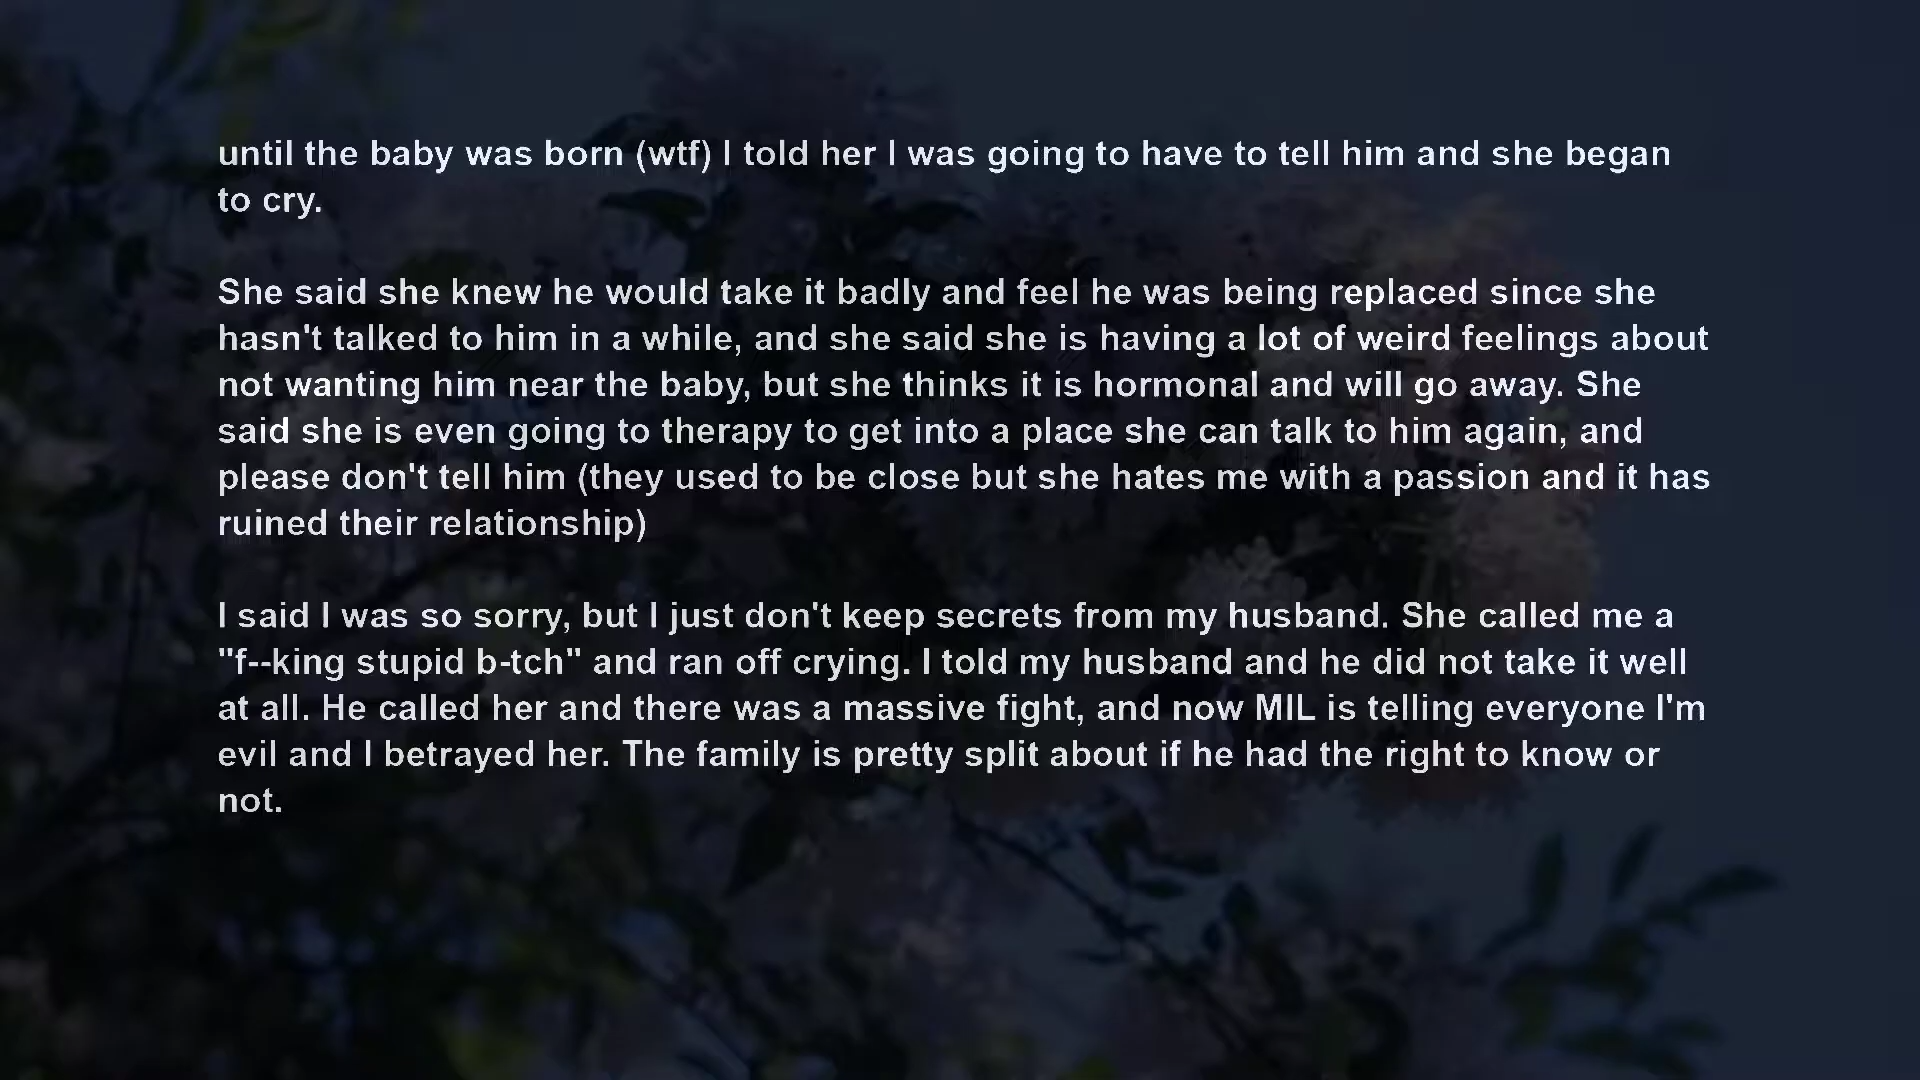 until the baby was born (wtf) I told her I was going to have to tell him and she began
to cry.
She said she knew he would take it badly and feel he was being replaced since she
hasn't talked to him in a while, and she said she is having a lot of weird feelings about
not wanting him near the baby, but she thinks it is hormonal and will go away. She
said she is even going to therapy to get into a place she can talk to him again, and
please don't tell him (they used to be close but she hates me with a passion and it has
ruined their relationship)
I said I was so sorry, but I just don't keep secrets from my husband. She called me a
"f--king stupid b-tch" and ran off crying. I told my husband and he did not take it well
at all. He called her and there was a massive fight, and now MIL is telling everyone I'm
evil and I betrayed her. The family is pretty split about if he had the right to know or
not.